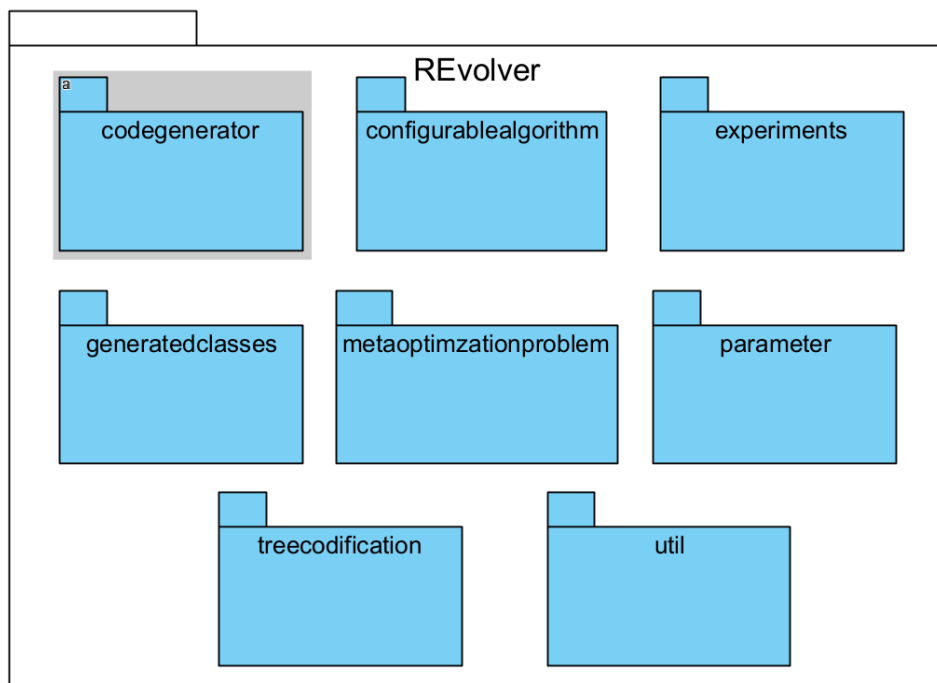 REvolver
a
codegenerator
configurablealgorithm
experiments
generatedclasses
metaoptimzationproblem
parameter
treecodification
util